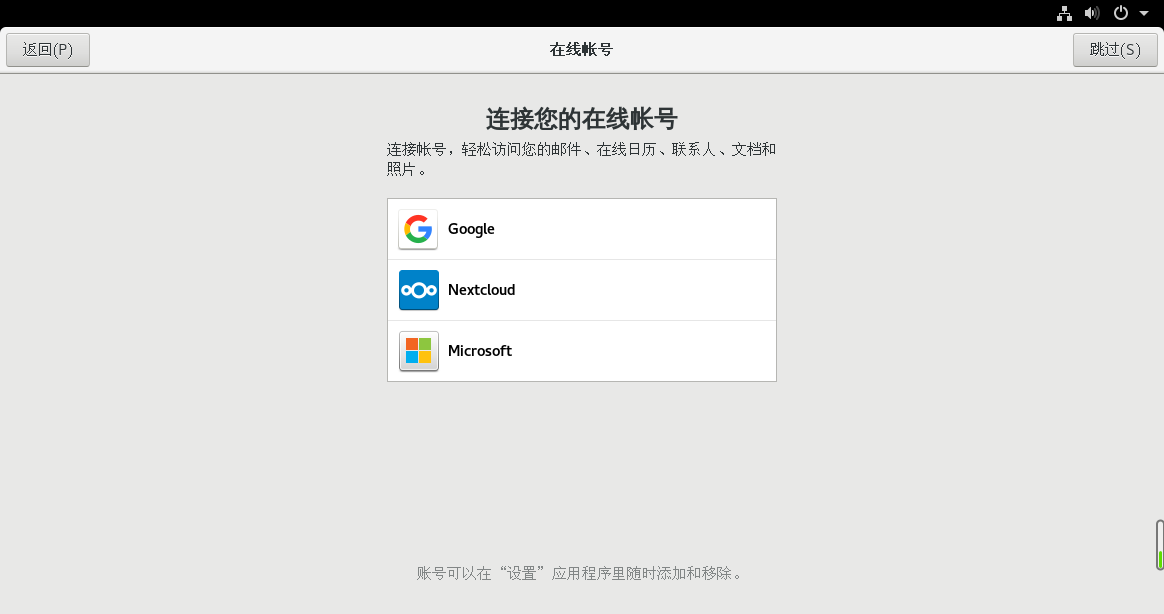 返回(P)
在线帐号
跳过(S)
连接您的在线帐号
连接帐号，轻松访问您的邮件、在线日历、联系人、文档和
照片。
Google
Nextcloud
Microsoft
账号可以在“设置”应用程序里随时添加和移除。